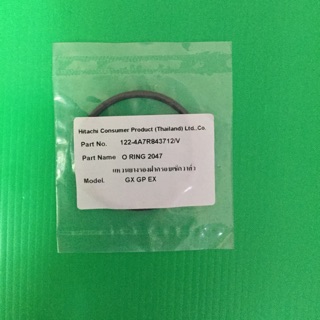 Hitachi Consumer Product (Thailand) Ltd..Co.
Part No. 122-4A7R843712/V
Part Name O RING 2047
Model. GX GP EX